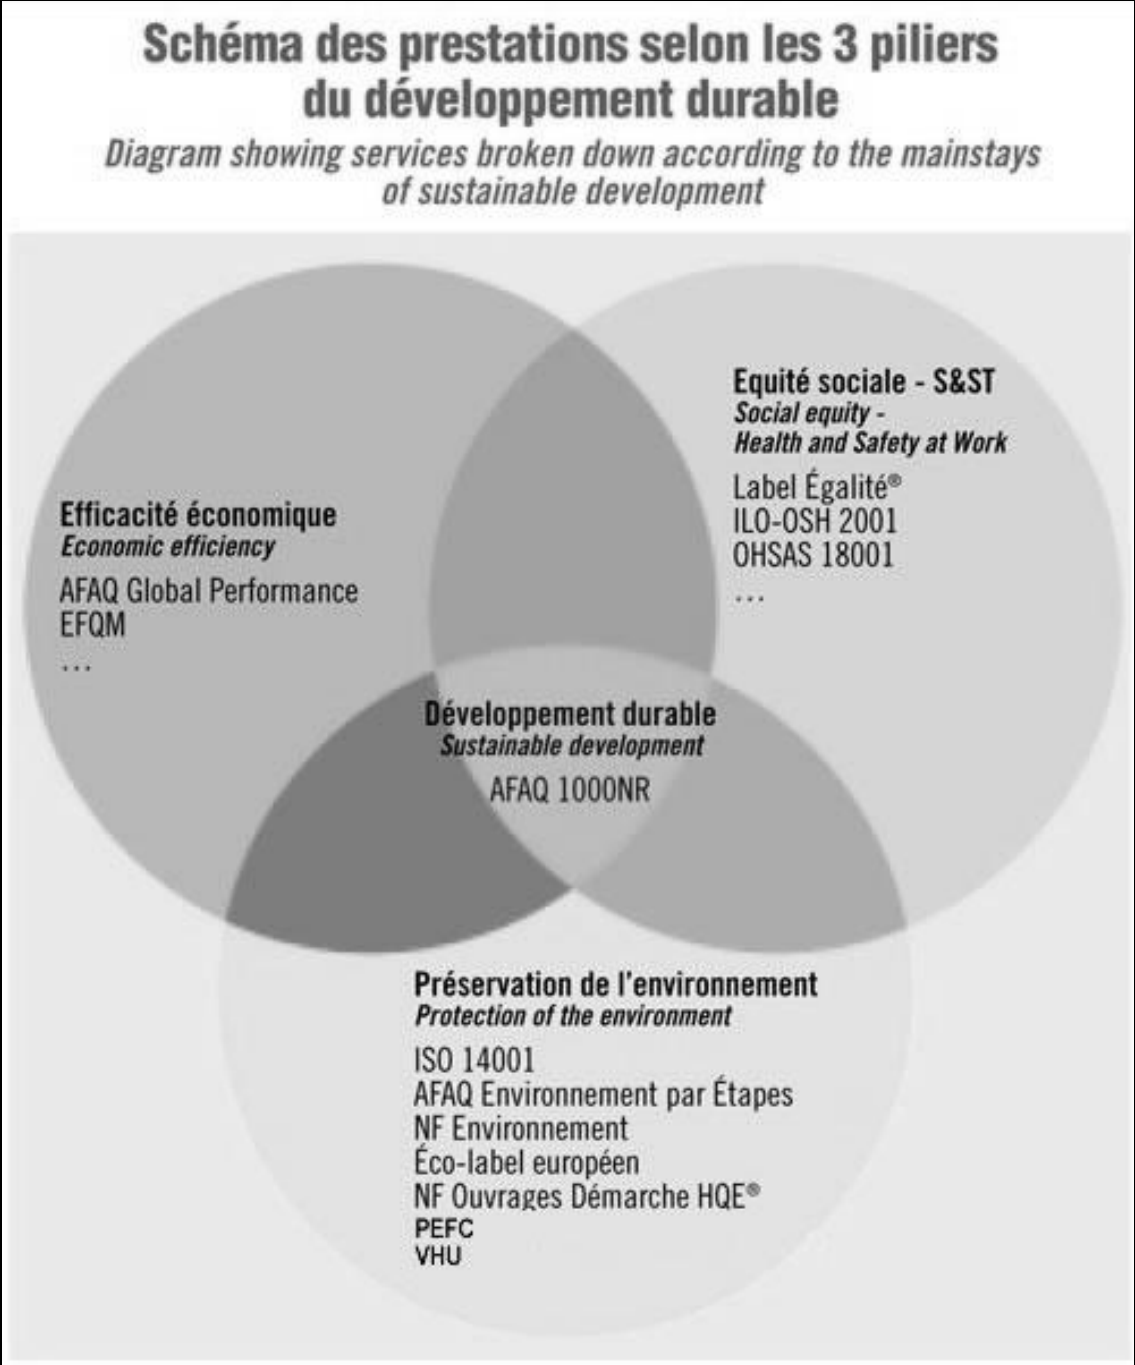 Schéma des prestations selon les 3 piliers
du développement durable
Diagram showing services broken down according to the mainstays
of sustainable development
Equité sociale - S&ST
Social equity -
Health and Safety at Work
Label Égalité®
ILO-OSH 2001
OHSAS 18001
...
Efficacité économique
Economic efficiency
AFAQ Global Performance
EFQM
...
Développement durable
Sustainable development
AFAQ 1000NR
Préservation de l'environnement
Protection of the environment
ISO 14001
AFAQ Environnement par Étapes
NF Environnement
Éco-label européen
NF Ouvrages Démarche HQE®
PEFC
VHU